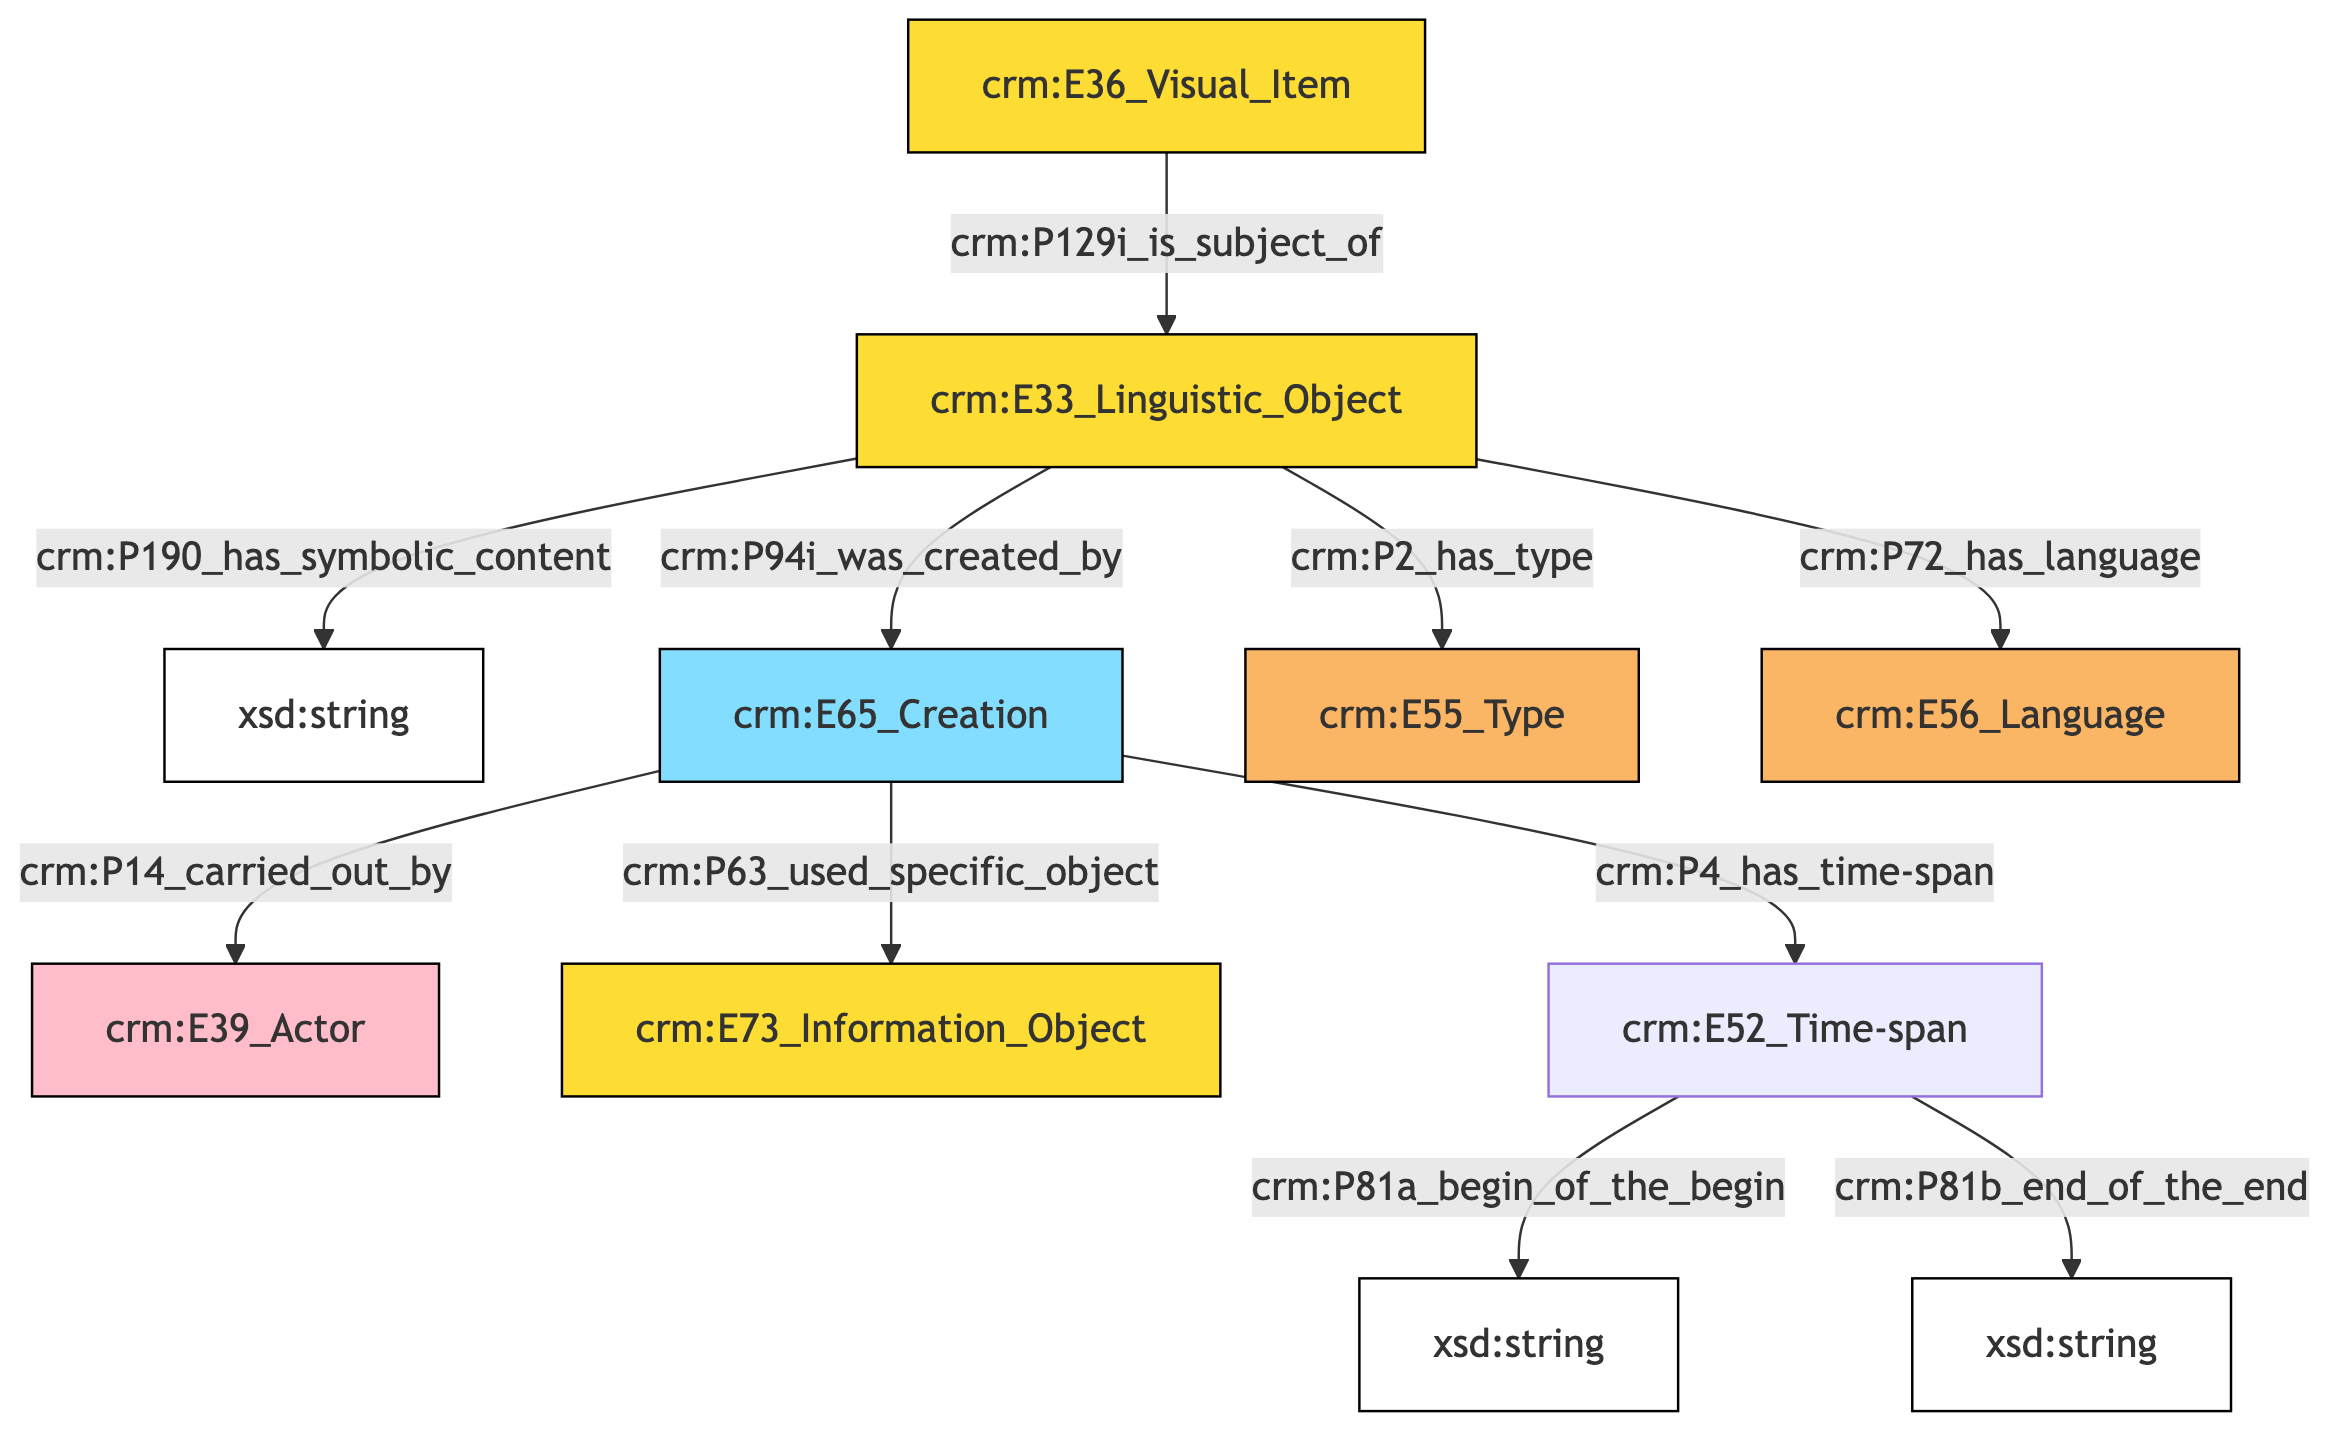 crm:E36_Visual_Item
crm:P129i_is_subject_of
crm:E33_Linguistic_Object
crm:P190_has_symbolic_content
crm:P94i_was_created_by
crm:P2_has_type
crm:P72_has_language
xsd:string
crm:E65_Creation
crm:E55_Type
crm:E56_Language
crm:P14_carried_out_by
crm:P63_used_specific_object
crm:P4_has_time-span
crm:E39_Actor
crm:E73_Information_Object
crm:E52_Time-span
crm:P81a_begin_of_the_begin
crm:P81b_end_of_the_end
xsd:string
xsd:string